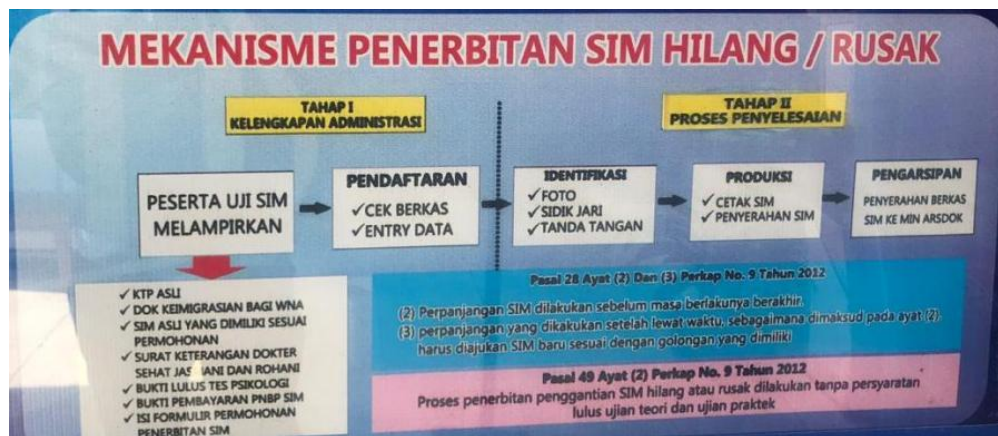 MEKANISME PENERBITAN SIM HILANG / RUSAK
TAHAP I
KELENGKAPAN ADMINISTRASI
TAHAP II
PROSES PENYELESAIAN
PESERTA UJI SIM
MELAMPIRKAN
PENDAFTARAN
✓CEK BERKAS
✓ENTRY DATA
IDENTIFIKASI
✓FOTO
✓SIDIK JARI
✓TANDA TANGAN
PRODUKSI
✓CETAK SIM
✓PENYERAHAN SIM
PENGARSIPAN
PENYERAHAN BERKAS
SIM KE MIN ARSDOK
✓ KTP ASLI
✓ DOK KEIMIGRASIAN BAGI WNA
✓ SIM ASLI YANG DIMILIKI SESUAI
PERMOHONAN
✓ SURAT KETERANGAN DOKTER
SEHAT JASMANI DAN ROHANI
✓ BUKTI LULUS TES PSIKOLOGI
✓ BUKTI PEMBAYARAN PNBP SIM
✓ ISI FORMULIR PERMOHONAN
PENERBITAN SIM
Pasal 28 Ayat (2) Dan (3) Perkap No. 9 Tahun 2012
(2) Perpanjangan SIM dilakukan sebelum masa berlakunya berakhir.
(3) perpanjangan yang dikakukan setelah lewat waktu, sebagaimana dimaksud pada ayat (2).
harus diajukan SIM baru sesuai dengan golongan yang dimiliki
Pasal 49 Ayat (2) Perkap No. 9 Tahun 2012
Proses penerbitan penggantian SIM hilang atau rusak dilakukan tanpa persyaratan
lulus ujian teori dan ujian praktek